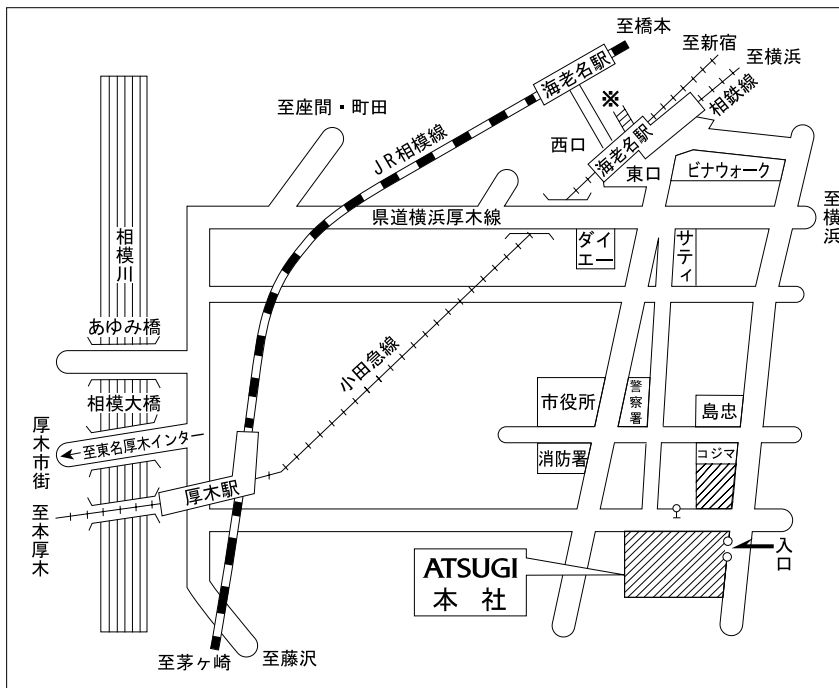 至橋本
至新宿
至横浜
海老名駅
相鉄線
※
至座間・町田
JR相模線
西口
海老名駅
東口
ビナウォーク
至横浜
県道横浜厚木線
相模川
ダイエー
サティ
あゆみ橋
小田急線
相模大橋
市役所
警察署
島忠
厚木市街
至東名厚木インター
消防署
コジマ
厚木駅
至本厚木
入口
ATSUGI
本社
至茅ヶ崎
至藤沢